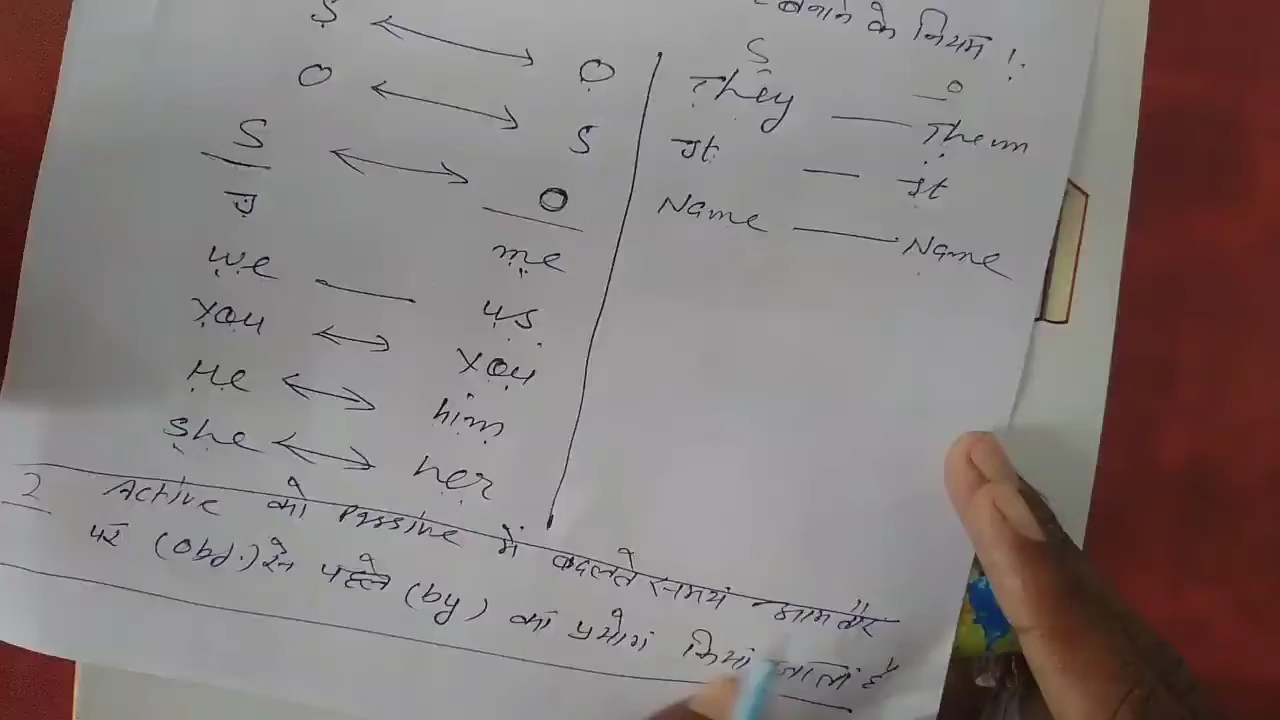 बनाने के नियम !.
S ↔ O
O ↔ S
S ↔ O
I me
we — us
You ↔ You
He ↔ him
She ↔ her
S O
They — Them
It — It
Name — Name
2 Active को Passive में बदलते समय आम तौर
पर (Obj.) से पहले (by) का प्रयोग किया जाता है